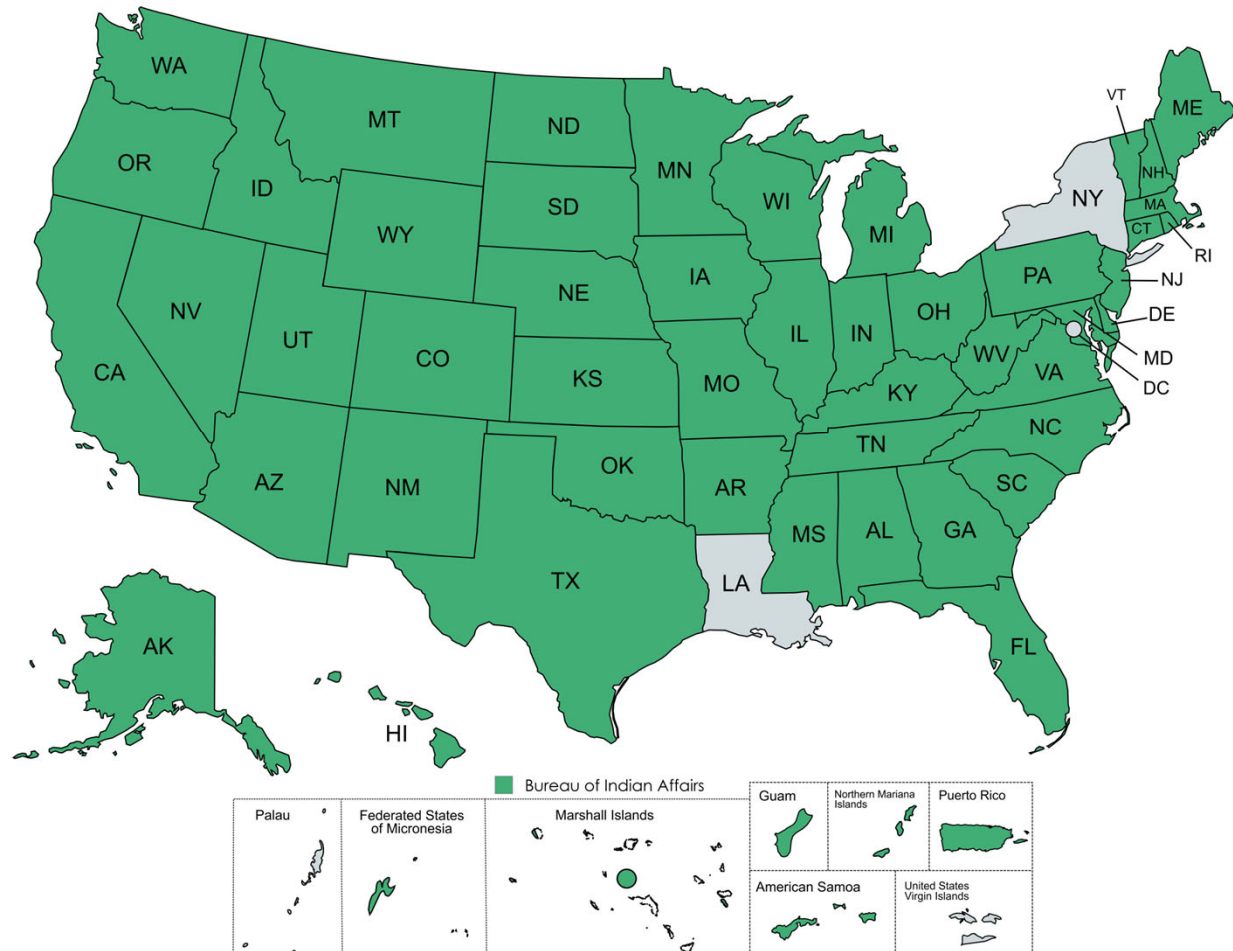 WA
MT
ND
MN
VT
ME
OR
ID
SD
WI
MI
NY
NH
MA
CT
RI
WY
IA
NE
PA
NJ
NV
UT
CO
IL
IN
OH
DE
MD
DC
CA
KS
MO
WV
VA
KY
NC
TN
AZ
NM
OK
AR
SC
MS
AL
GA
TX
LA
FL
AK
HI
Bureau of Indian Affairs
Palau
Federated States
of Micronesia
Marshall Islands
Guam
Northern Mariana
Islands
Puerto Rico
American Samoa
United States
Virgin Islands